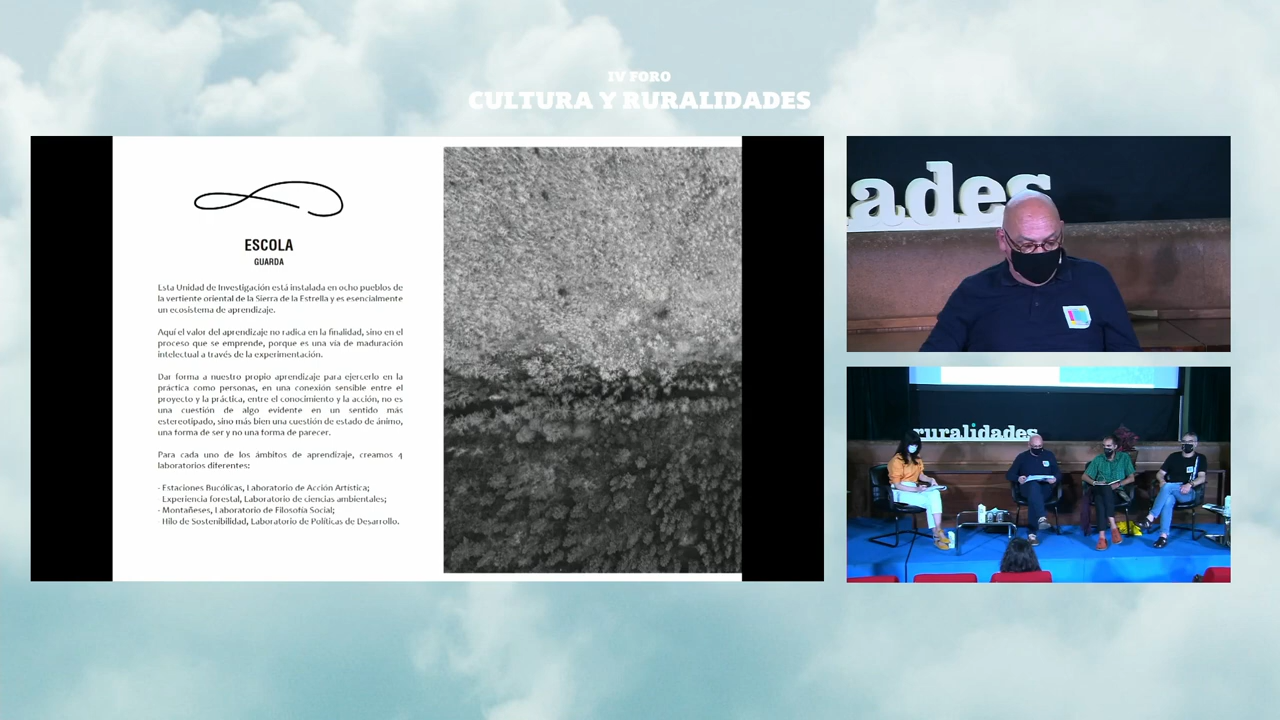 IV FORO
CULTURA Y RURALIDADES
ESCOLA
GUARDA
Esta Unidad de Investigación está instalada en ocho pueblos de
la vertiente oriental de la Sierra de la Estrella y es esencialmente
un ecosistema de aprendizaje.
Aquí el valor del aprendizaje no radica en la finalidad, sino en el
proceso que se emprende, porque es una vía de maduración
intelectual a través de la experimentación.
Dar forma a nuestro propio aprendizaje para ejercerlo en la
práctica como personas, en una conexión sensible entre el
proyecto y la práctica, entre el conocimiento y la acción, no es
una cuestión de algo evidente en un sentido más
estereotipado, sino más bien una cuestión de estado de ánimo,
una forma de ser y no una forma de parecer.
Para cada uno de los ámbitos de aprendizaje, creamos 4
laboratorios diferentes:
- Estaciones Bucólicas, Laboratorio de Acción Artística;
- Experiencia forestal, Laboratorio de ciencias ambientales;
- Montañeses, Laboratorio de Filosofía Social;
- Hilo de Sostenibilidad, Laboratorio de Políticas de Desarrollo.
ades
ruralidades